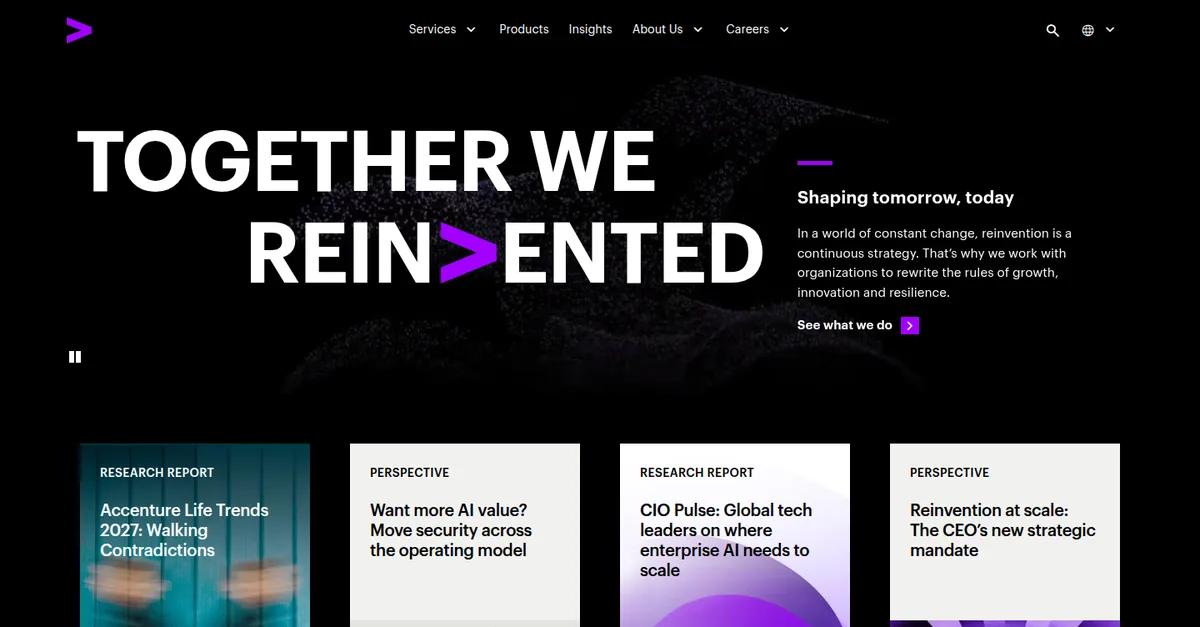 Services
Products
Insights
About Us
Careers
TOGETHER WE
REIN>ENTED
Shaping tomorrow, today
In a world of constant change, reinvention is a
continuous strategy. That’s why we work with
organizations to rewrite the rules of growth,
innovation and resilience.
See what we do
RESEARCH REPORT
Accenture Life Trends
2027: Walking
Contradictions
PERSPECTIVE
Want more AI value?
Move security across
the operating model
RESEARCH REPORT
CIO Pulse: Global tech
leaders on where
enterprise AI needs to
scale
PERSPECTIVE
Reinvention at scale:
The CEO’s new strategic
mandate